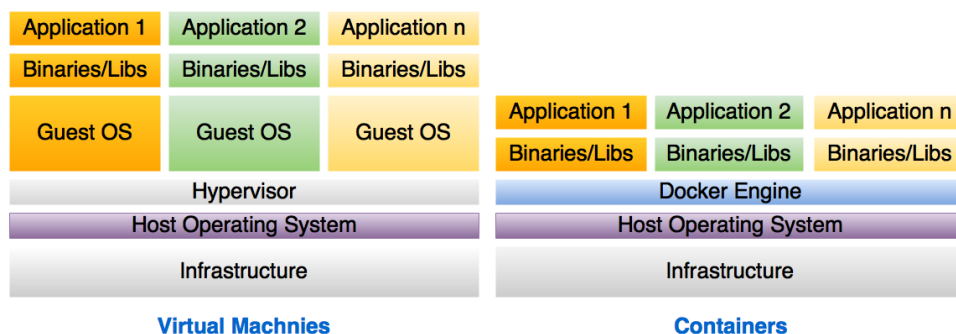 Application 1
Application 2
Application n
Binaries/Libs
Binaries/Libs
Binaries/Libs
Guest OS
Guest OS
Guest OS
Hypervisor
Host Operating System
Infrastructure
Virtual Machnies
Application 1
Application 2
Application n
Binaries/Libs
Binaries/Libs
Binaries/Libs
Docker Engine
Host Operating System
Infrastructure
Containers